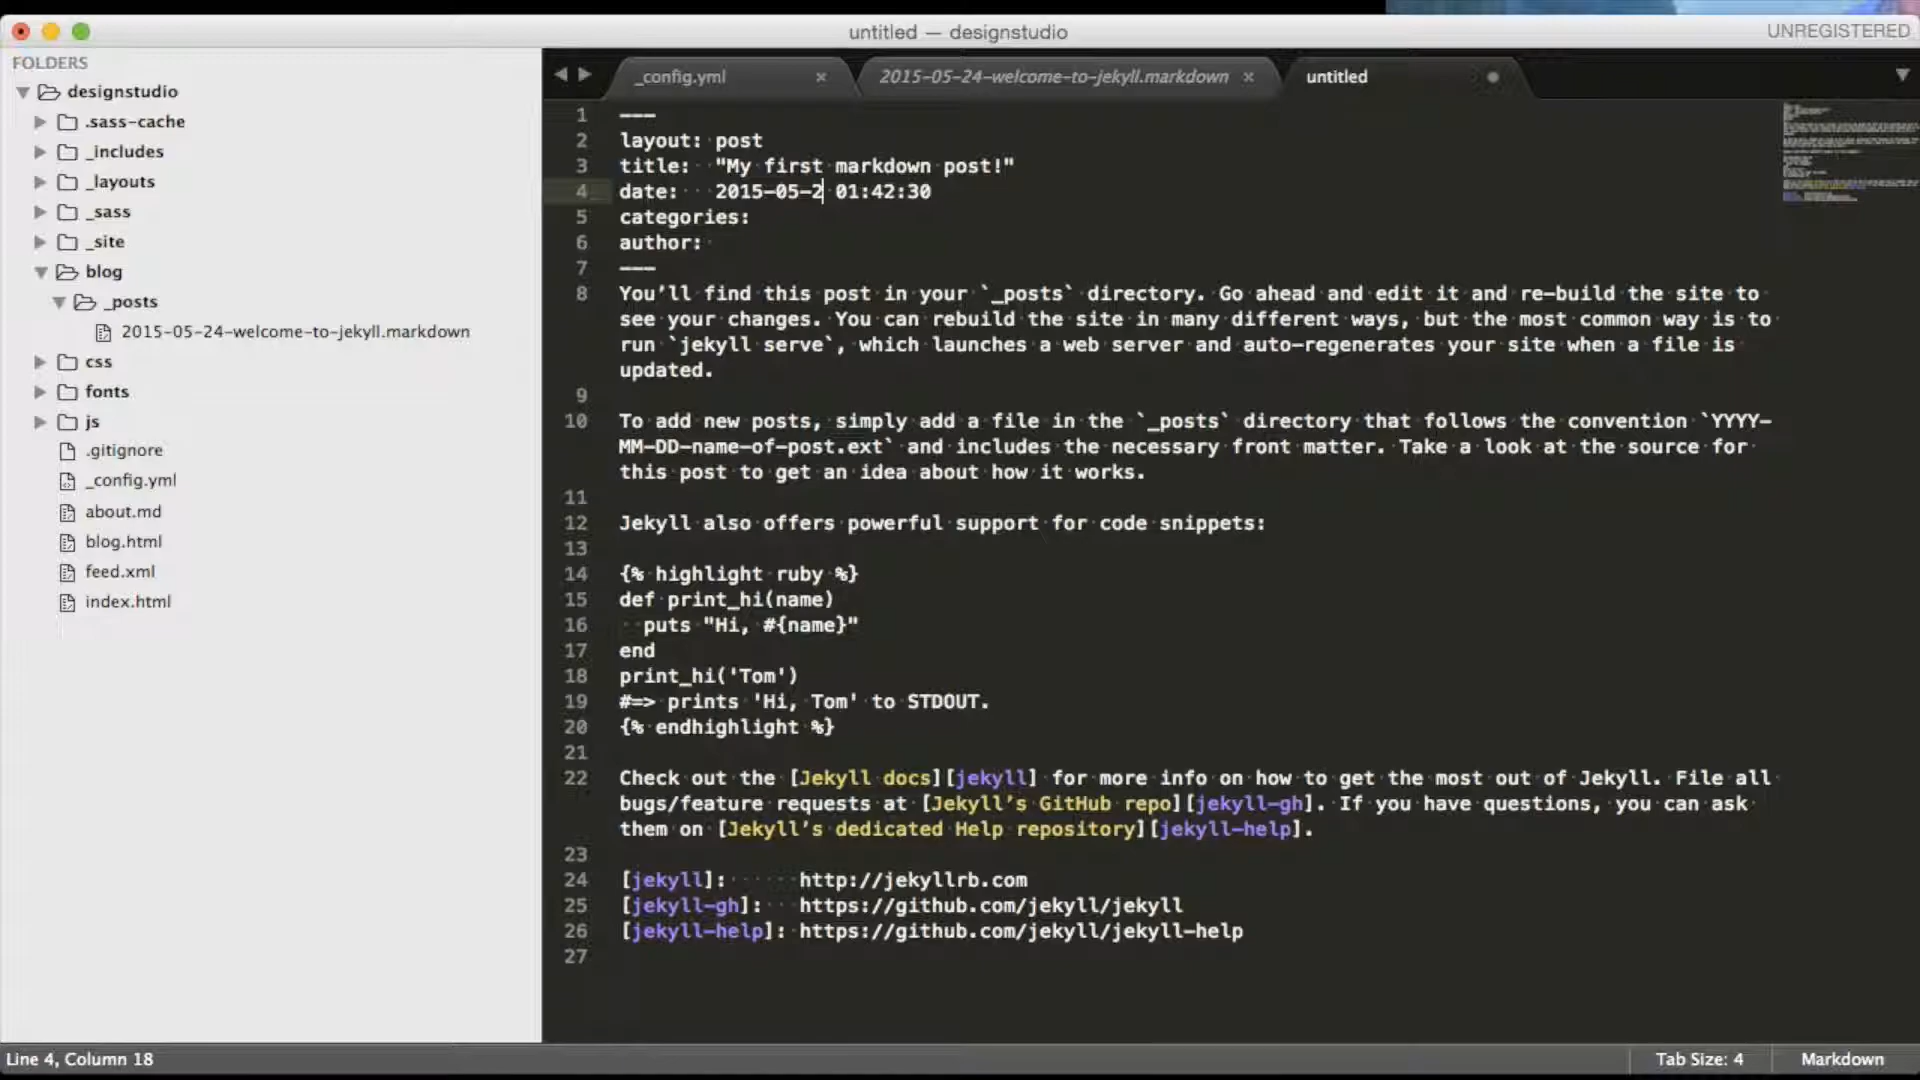 untitled — designstudio
UNREGISTERED
FOLDERS
designstudio
.sass-cache
_includes
_layouts
_sass
_site
blog
_posts
2015-05-24-welcome-to-jekyll.markdown
css
fonts
js
.gitignore
_config.yml
about.md
blog.html
feed.xml
index.html
_config.yml × 2015-05-24-welcome-to-jekyll.markdown × untitled
1 ---
2 layout: post
3 title:  "My first markdown post!"
4 date:   2015-05-2 01:42:30
5 categories:
6 author:
7 ---
8 You’ll find this post in your `_posts` directory. Go ahead and edit it and re-build the site to
see your changes. You can rebuild the site in many different ways, but the most common way is to
run `jekyll serve`, which launches a web server and auto-regenerates your site when a file is
updated.
9
10 To add new posts, simply add a file in the `_posts` directory that follows the convention `YYYY-
MM-DD-name-of-post.ext` and includes the necessary front matter. Take a look at the source for
this post to get an idea about how it works.
11
12 Jekyll also offers powerful support for code snippets:
13
14 {% highlight ruby %}
15 def print_hi(name)
16   puts "Hi, #{name}"
17 end
18 print_hi('Tom')
19 #=> prints 'Hi, Tom' to STDOUT.
20 {% endhighlight %}
21
22 Check out the [Jekyll docs][jekyll] for more info on how to get the most out of Jekyll. File all
bugs/feature requests at [Jekyll’s GitHub repo][jekyll-gh]. If you have questions, you can ask
them on [Jekyll’s dedicated Help repository][jekyll-help].
23
24 [jekyll]:      http://jekyllrb.com
25 [jekyll-gh]:   https://github.com/jekyll/jekyll
26 [jekyll-help]: https://github.com/jekyll/jekyll-help
27
Line 4, Column 18
Tab Size: 4
Markdown